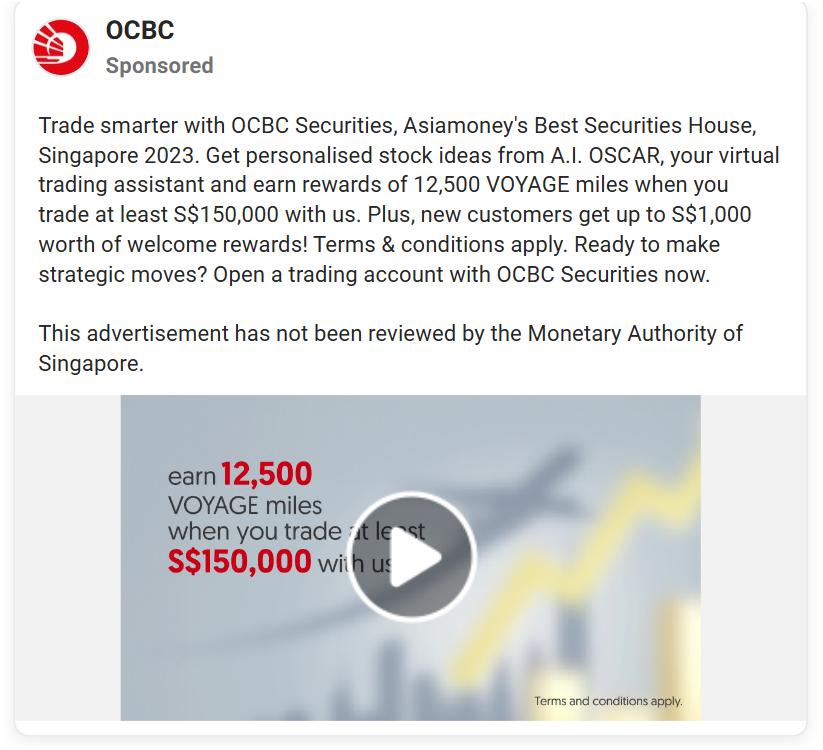 OCBC
Sponsored
Trade smarter with OCBC Securities, Asiamoney's Best Securities House,
Singapore 2023. Get personalised stock ideas from A.I. OSCAR, your virtual
trading assistant and earn rewards of 12,500 VOYAGE miles when you
trade at least S$150,000 with us. Plus, new customers get up to S$1,000
worth of welcome rewards! Terms & conditions apply. Ready to make
strategic moves? Open a trading account with OCBC Securities now.
This advertisement has not been reviewed by the Monetary Authority of
Singapore.
earn 12,500
VOYAGE miles
when you trade at least
S$150,000 with us
Terms and conditions apply.